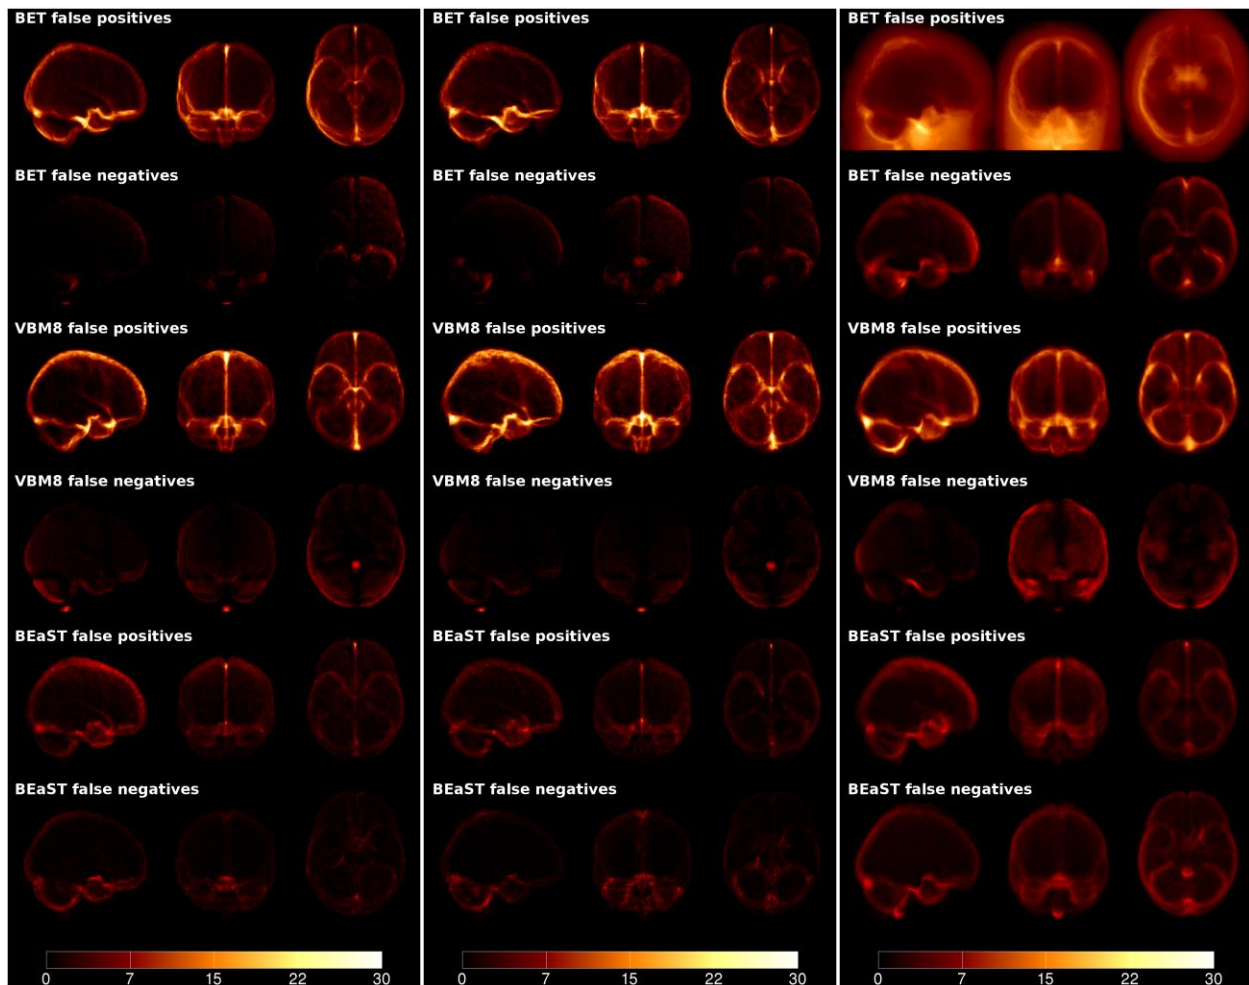 BET false positives BET false positives BET false positives
BET false negatives BET false negatives BET false negatives
VBM8 false positives VBM8 false positives VBM8 false positives
VBM8 false negatives VBM8 false negatives VBM8 false negatives
BEaST false positives BEaST false positives BEaST false positives
BEaST false negatives BEaST false negatives BEaST false negatives
0 7 15 22 30 0 7 15 22 30 0 7 15 22 30